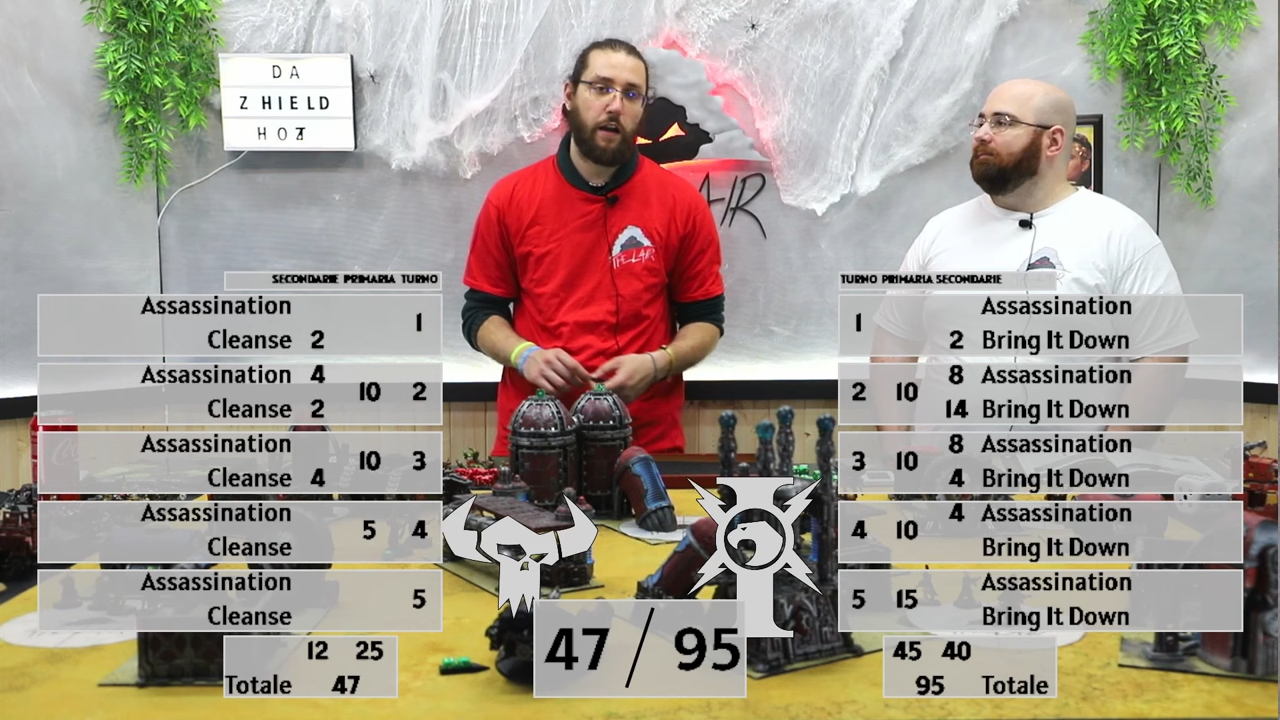 DA
Z HIELD
HOT
AIR
THE LAIR
SECONDARIE PRIMARIA TURNO
Assassination
1
Cleanse 2
Assassination 4
10 2
Cleanse 2
Assassination
10 3
Cleanse 4
Assassination
5 4
Cleanse
Assassination
5
Cleanse
12 25
Totale 47
47 / 95
TURNO PRIMARIA SECONDARIE
Assassination
1
2 Bring It Down
8 Assassination
2 10
14 Bring It Down
8 Assassination
3 10
4 Bring It Down
4 Assassination
4 10
Bring It Down
Assassination
5 15
Bring It Down
45 40
95 Totale